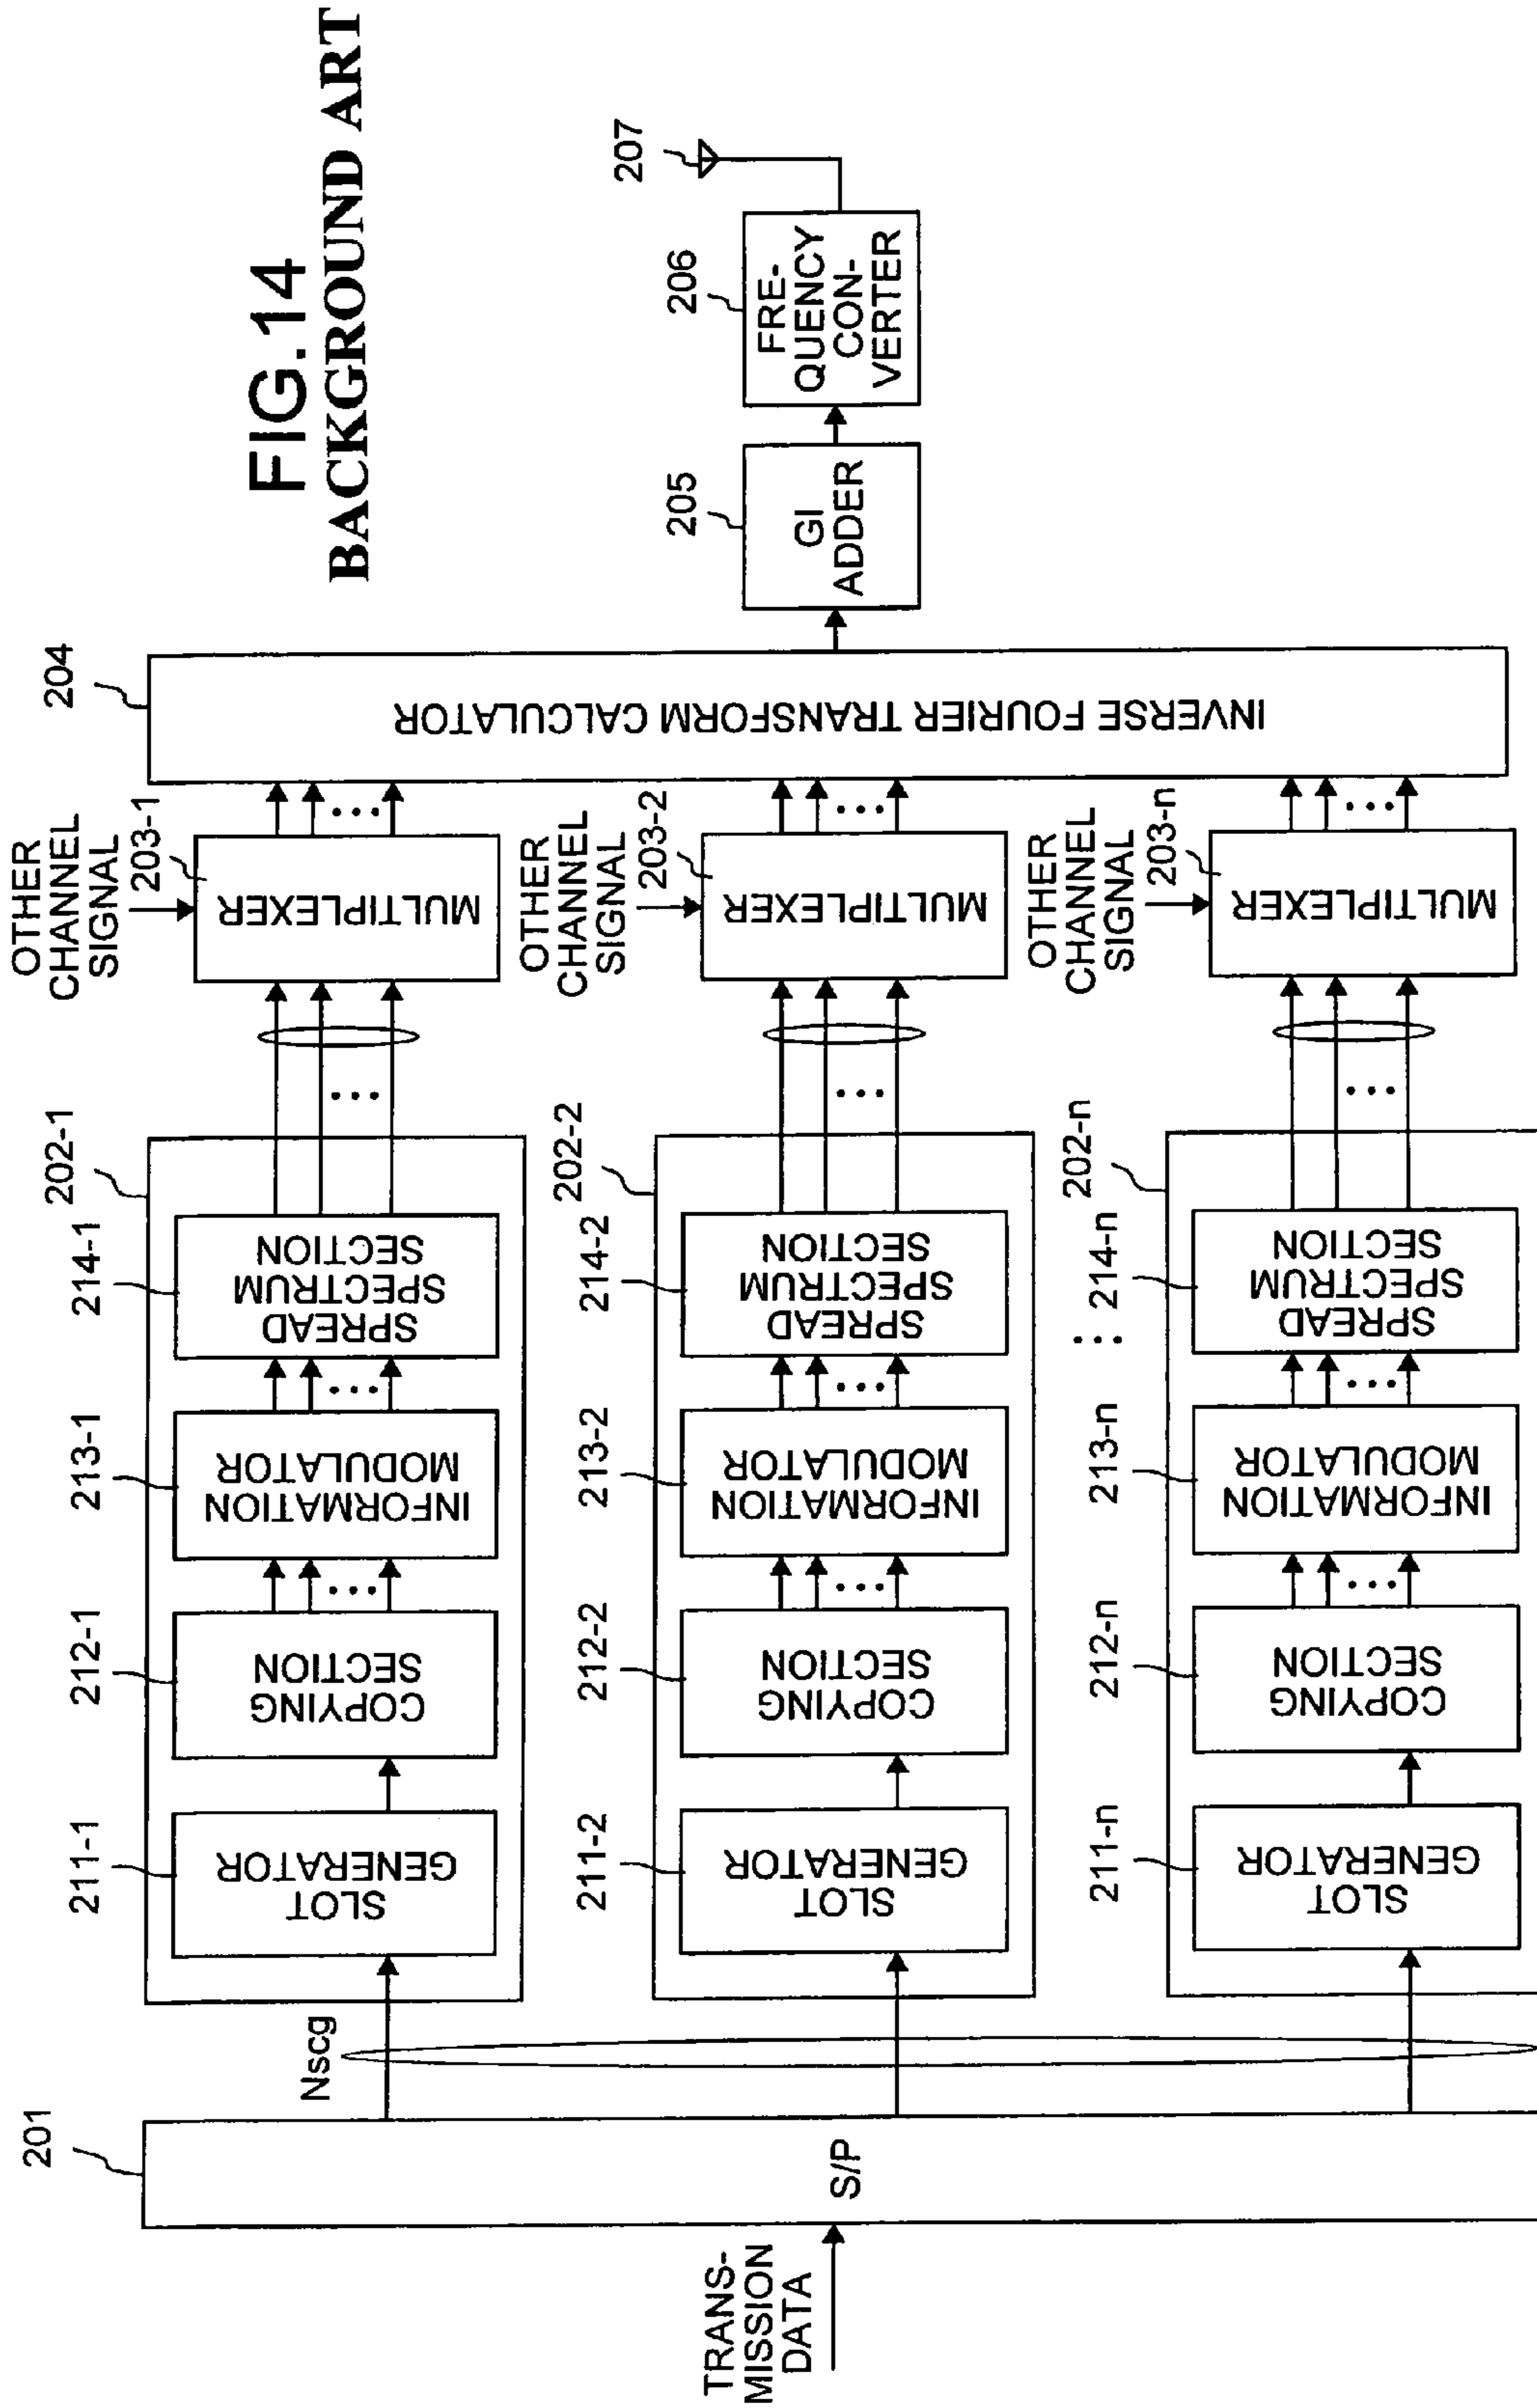 FIG.14
BACKGROUND ART
TRANS-
MISSION
DATA
201
S/P
Nscg
202-1
211-1
SLOT
GENERATOR
212-1
COPYING
SECTION
213-1
INFORMATION
MODULATOR
214-1
SPREAD
SPECTRUM
SECTION
OTHER
CHANNEL
SIGNAL
203-1
MULTIPLEXER
202-2
211-2
SLOT
GENERATOR
212-2
COPYING
SECTION
213-2
INFORMATION
MODULATOR
214-2
SPREAD
SPECTRUM
SECTION
OTHER
CHANNEL
SIGNAL
203-2
MULTIPLEXER
202-n
211-n
SLOT
GENERATOR
212-n
COPYING
SECTION
213-n
INFORMATION
MODULATOR
214-n
SPREAD
SPECTRUM
SECTION
OTHER
CHANNEL
SIGNAL
203-n
MULTIPLEXER
204
INVERSE FOURIER TRANSFORM CALCULATOR
205
GI
ADDER
206
FRE-
QUENCY
CON-
VERTER
207